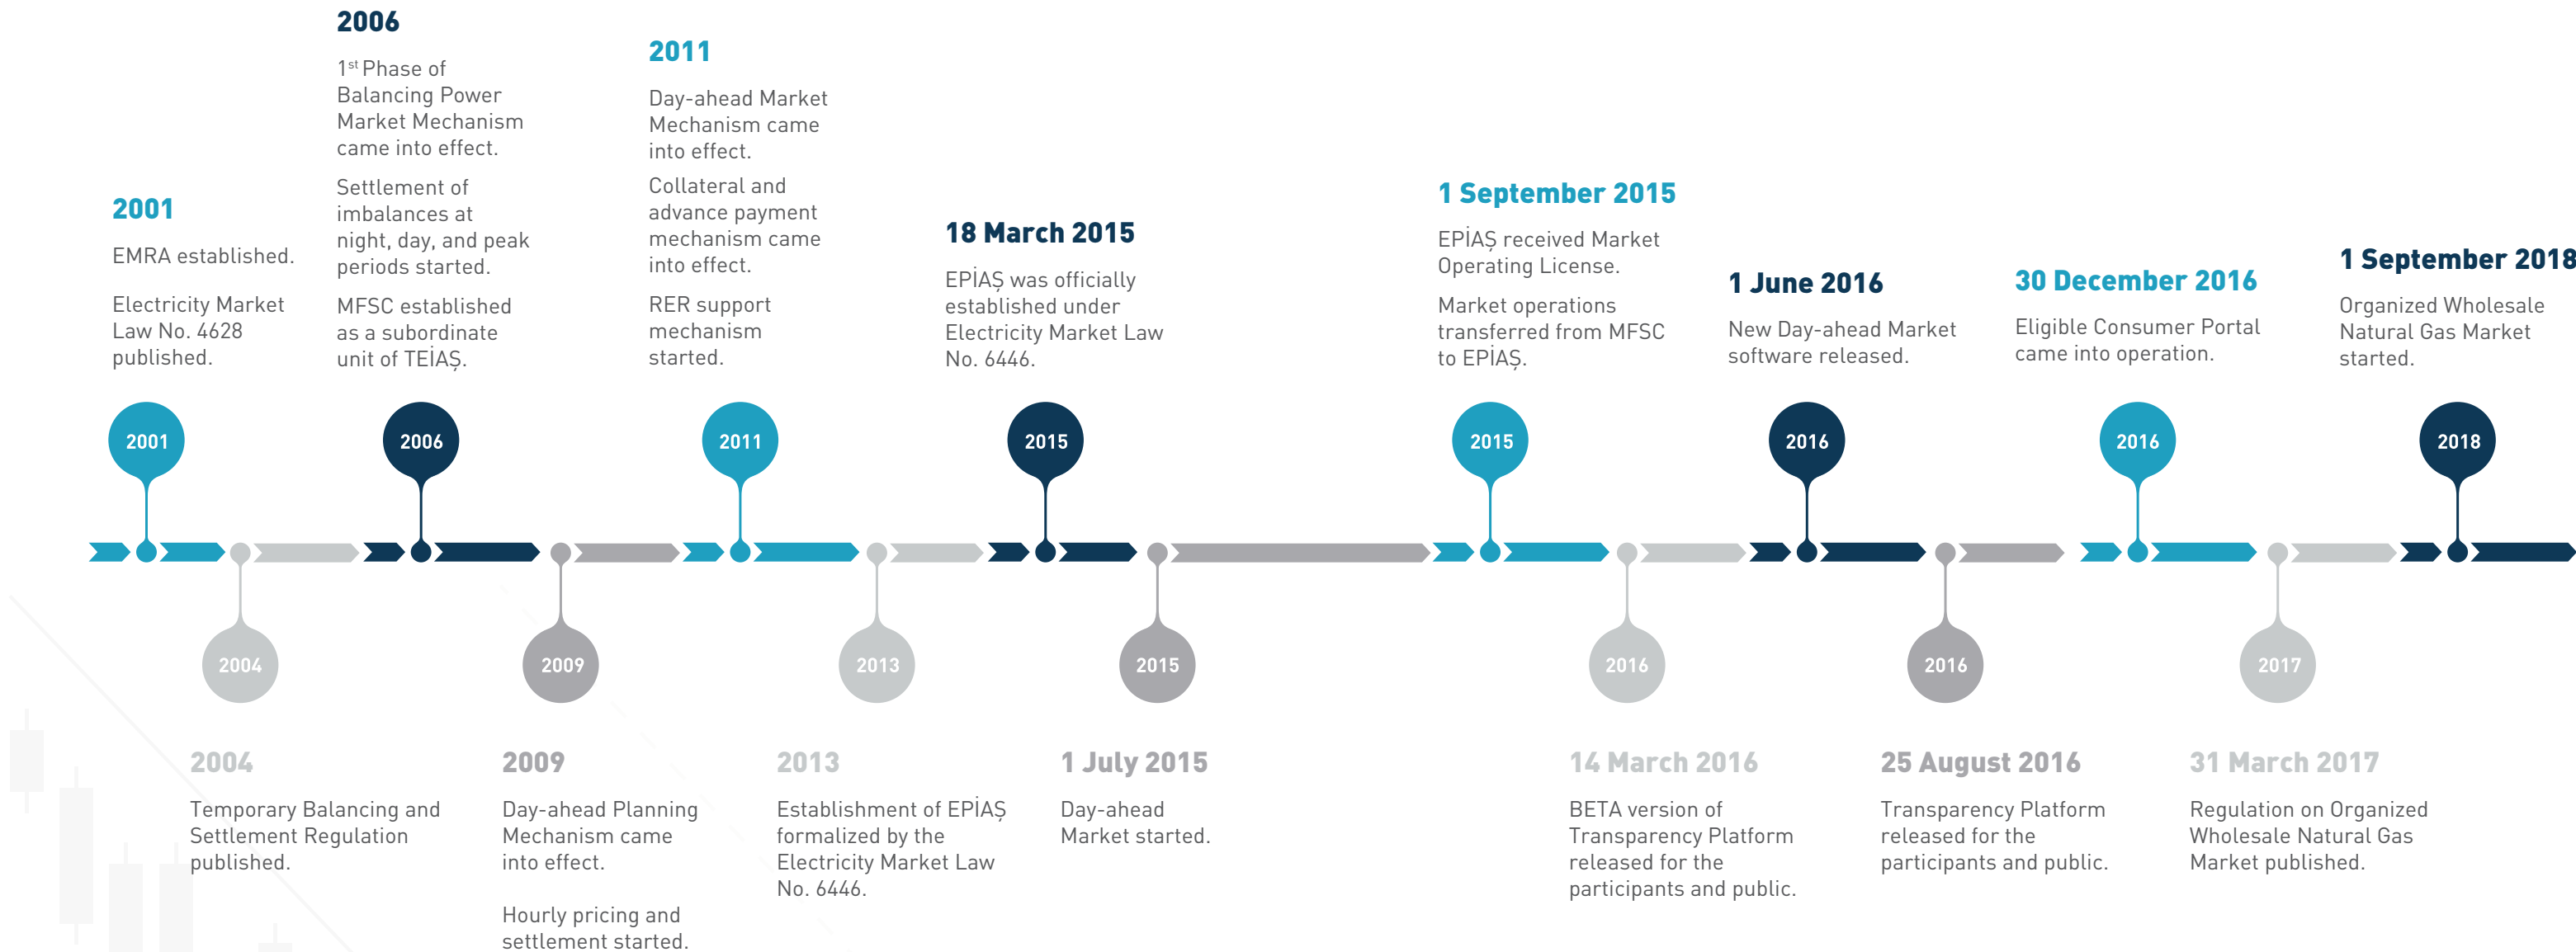 2006
1st Phase of
Balancing Power
Market Mechanism
came into effect.
Settlement of
imbalances at
night, day, and peak
periods started.
MFSC established
as a subordinate
unit of TEİAŞ.
2011
Day-ahead Market
Mechanism came
into effect.
Collateral and
advance payment
mechanism came
into effect.
RER support
mechanism
started.
2001
EMRA established.
Electricity Market
Law No. 4628
published.
18 March 2015
EPİAŞ was officially
established under
Electricity Market Law
No. 6446.
1 September 2015
EPİAŞ received Market
Operating License.
Market operations
transferred from MFSC
to EPİAŞ.
1 June 2016
New Day-ahead Market
software released.
30 December 2016
Eligible Consumer Portal
came into operation.
1 September 2018
Organized Wholesale
Natural Gas Market
started.
2001
2006
2011
2015
2015
2016
2016
2018
2004
2009
2013
2015
2016
2016
2017
2004
Temporary Balancing and
Settlement Regulation
published.
2009
Day-ahead Planning
Mechanism came
into effect.
Hourly pricing and
settlement started.
2013
Establishment of EPİAŞ
formalized by the
Electricity Market Law
No. 6446.
1 July 2015
Day-ahead
Market started.
14 March 2016
BETA version of
Transparency Platform
released for the
participants and public.
25 August 2016
Transparency Platform
released for the
participants and public.
31 March 2017
Regulation on Organized
Wholesale Natural Gas
Market published.